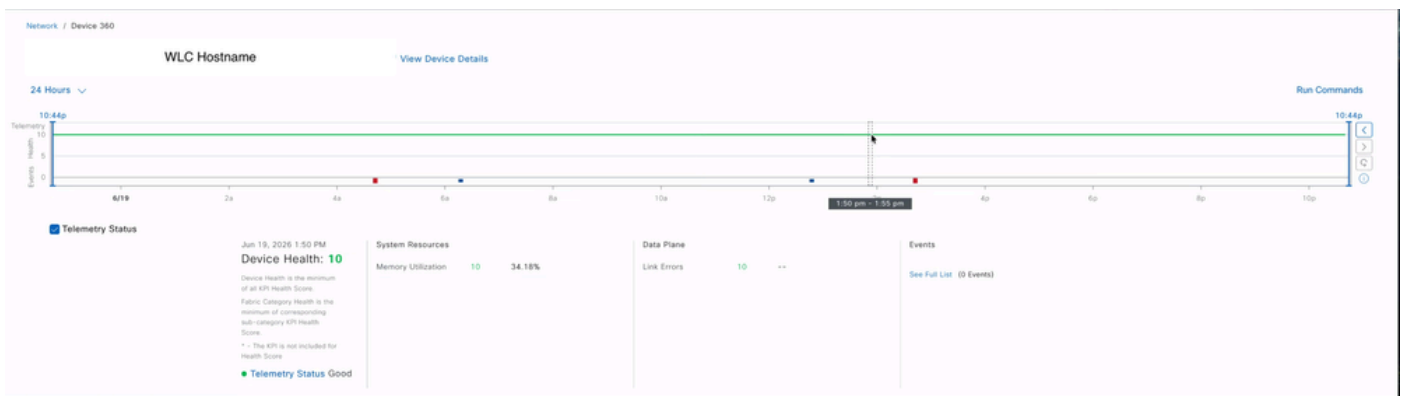 Network / Device 360
WLC Hostname
View Device Details
24 Hours
Run Commands
10:44p
10:44p
Telemetry
Health
Events
10
5
0
6/19
2a
4a
6a
8a
10a
12p
4p
6p
8p
10p
1:50 pm - 1:55 pm
Telemetry Status
Jun 19, 2026 1:50 PM
Device Health: 10
Device Health is the minimum
of all KPI Health Score.
Fabric Category Health is the
minimum of corresponding
sub-category KPI Health
Score.
* - The KPI is not included for
Health Score
Telemetry Status Good
System Resources
Memory Utilization 10 34.18%
Data Plane
Link Errors 10 --
Events
See Full List (0 Events)